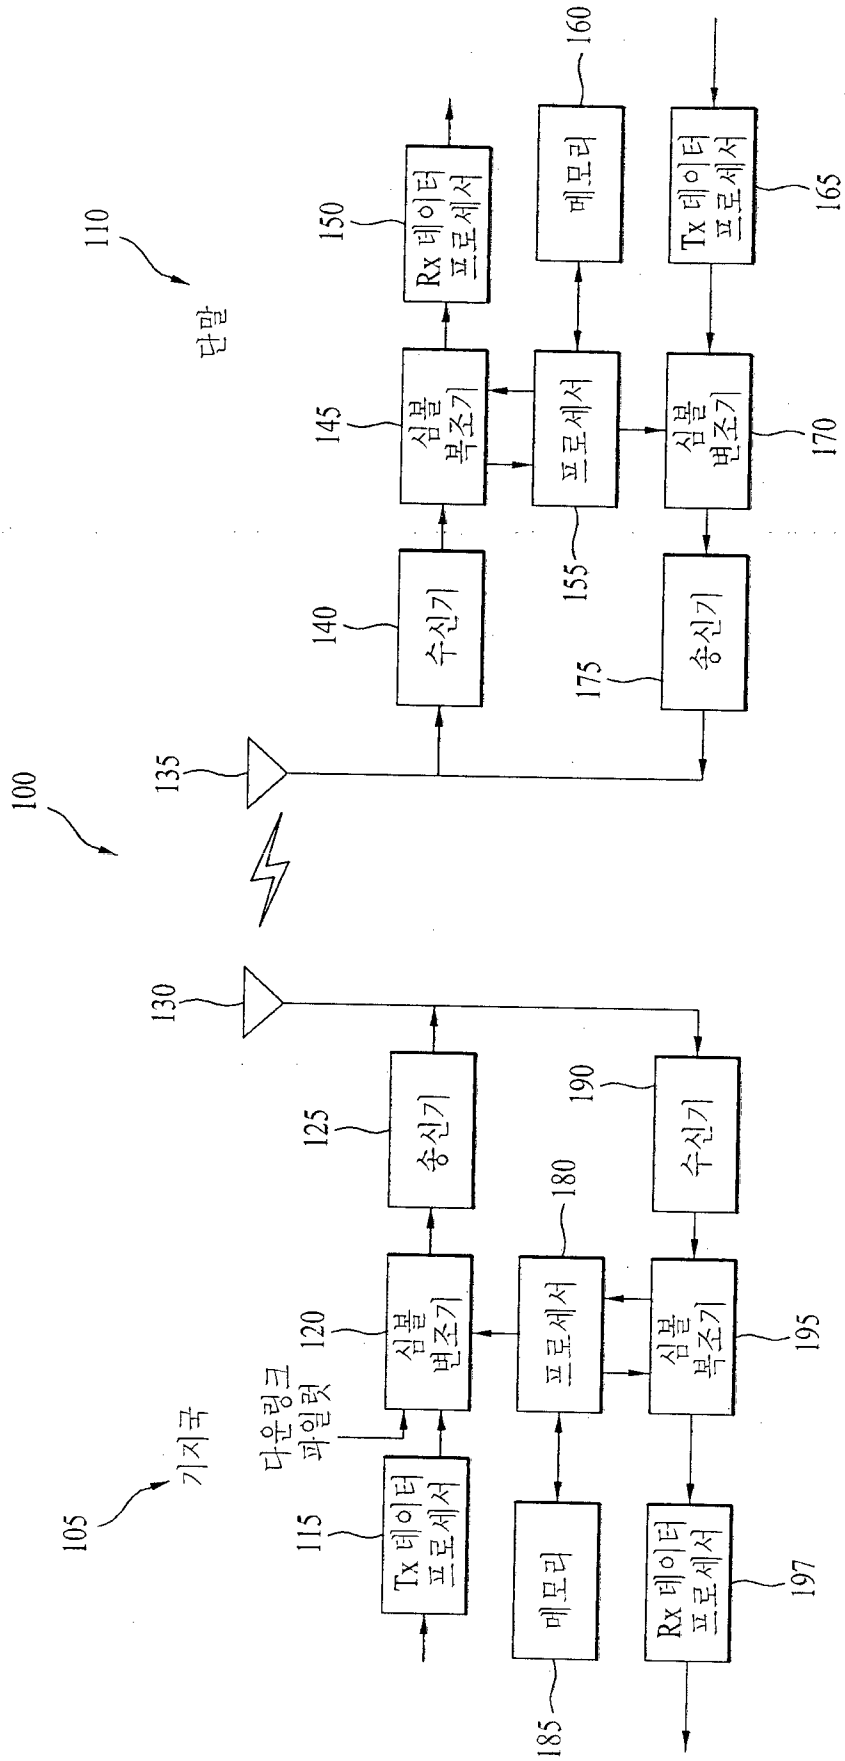 100
105
기지국
다운링크
파일럿
115
Tx 데이터
프로세서
120
심볼
변조기
125
송신기
130
185
메모리
180
프로세서
190
수신기
195
심볼
복조기
197
Rx 데이터
프로세서
110
단말
135
140
수신기
145
심볼
복조기
150
Rx 데이터
프로세서
155
프로세서
160
메모리
175
송신기
170
심볼
변조기
165
Tx 데이터
프로세서